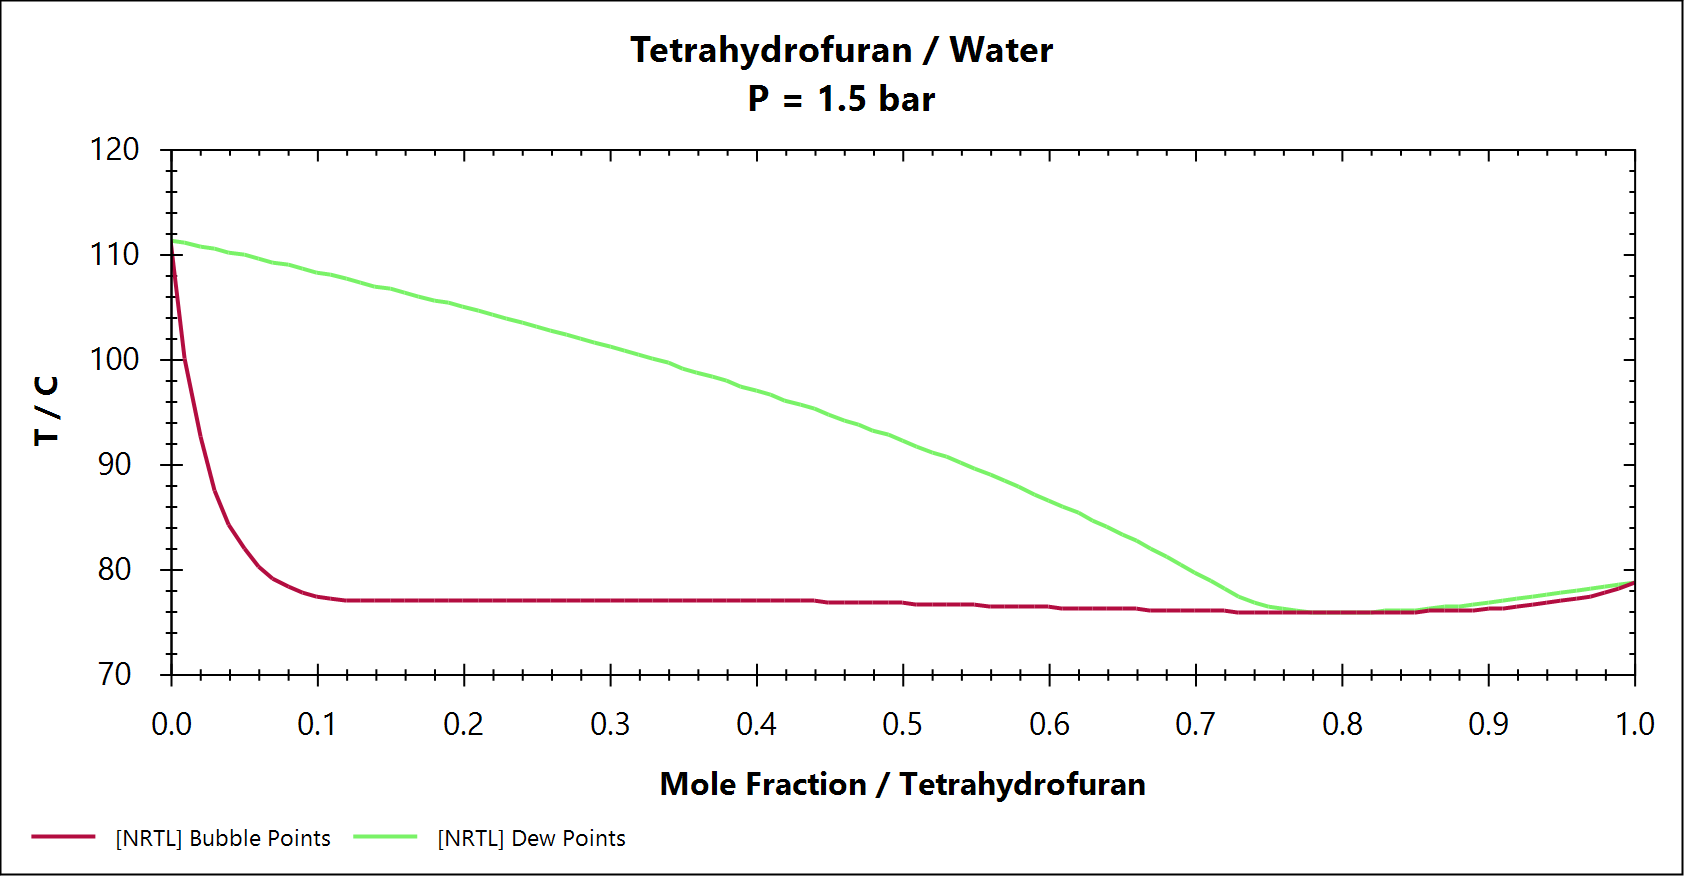 Tetrahydrofuran / Water
P = 1.5 bar
120
110
100
90
80
70
T / C
0.0 0.1 0.2 0.3 0.4 0.5 0.6 0.7 0.8 0.9 1.0
Mole Fraction / Tetrahydrofuran
[NRTL] Bubble Points [NRTL] Dew Points